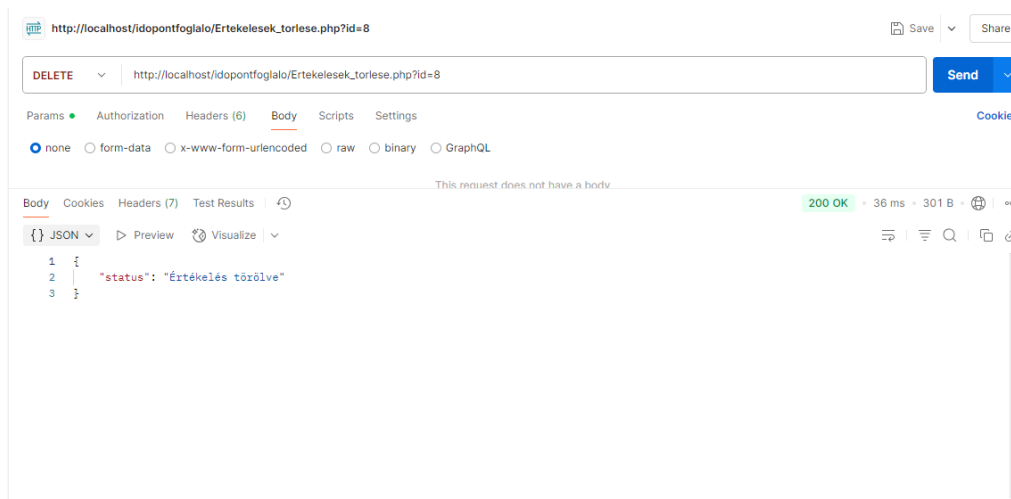 HTTP http://localhost/idopontfoglalo/Ertekelesek_torlese.php?id=8 Save Share
DELETE http://localhost/idopontfoglalo/Ertekelesek_torlese.php?id=8 Send
Params Authorization Headers (6) Body Scripts Settings Cookie
none form-data x-www-form-urlencoded raw binary GraphQL
This request does not have a body
Body Cookies Headers (7) Test Results 200 OK 36 ms 301 B
{} JSON Preview Visualize
1 {
2 "status": "Értékelés törölve"
3 }